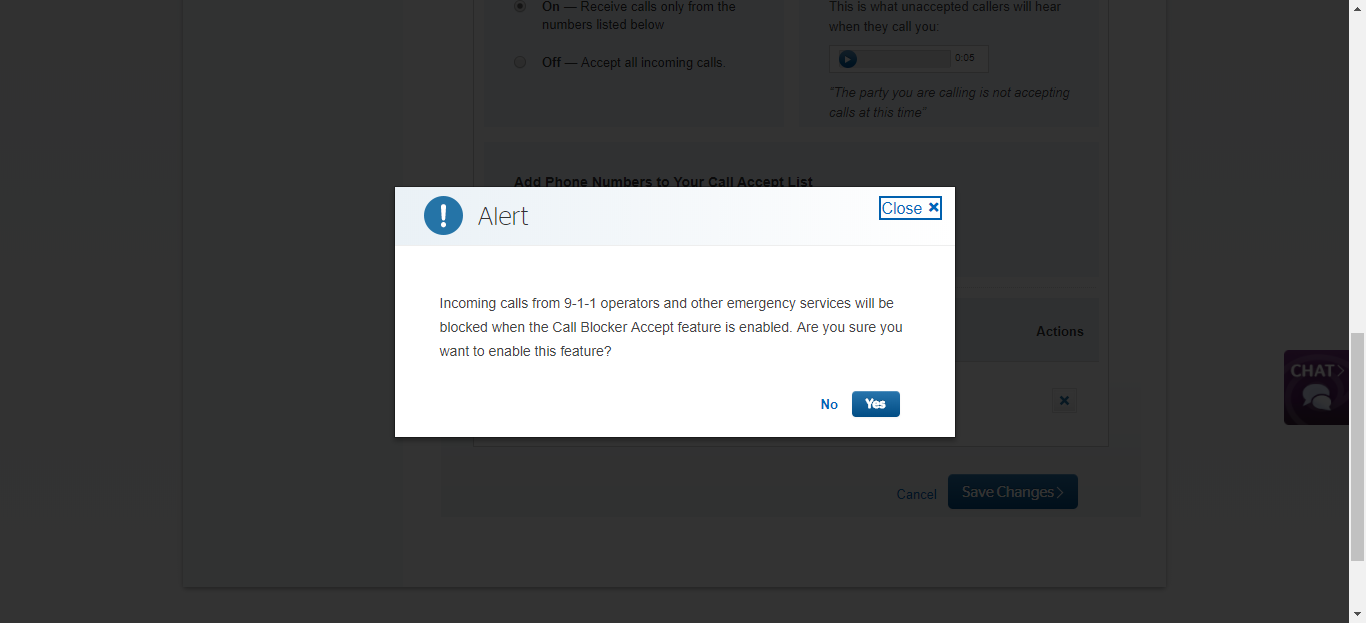 On — Receive calls only from the
numbers listed below
Off — Accept all incoming calls.
This is what unaccepted callers will hear
when they call you:
0:05
"The party you are calling is not accepting
calls at this time"
Add Phone Numbers to Your Call Accept List
Alert
Close ×
Incoming calls from 9-1-1 operators and other emergency services will be
blocked when the Call Blocker Accept feature is enabled. Are you sure you
want to enable this feature?
No
Yes
Actions
CHAT
Cancel
Save Changes